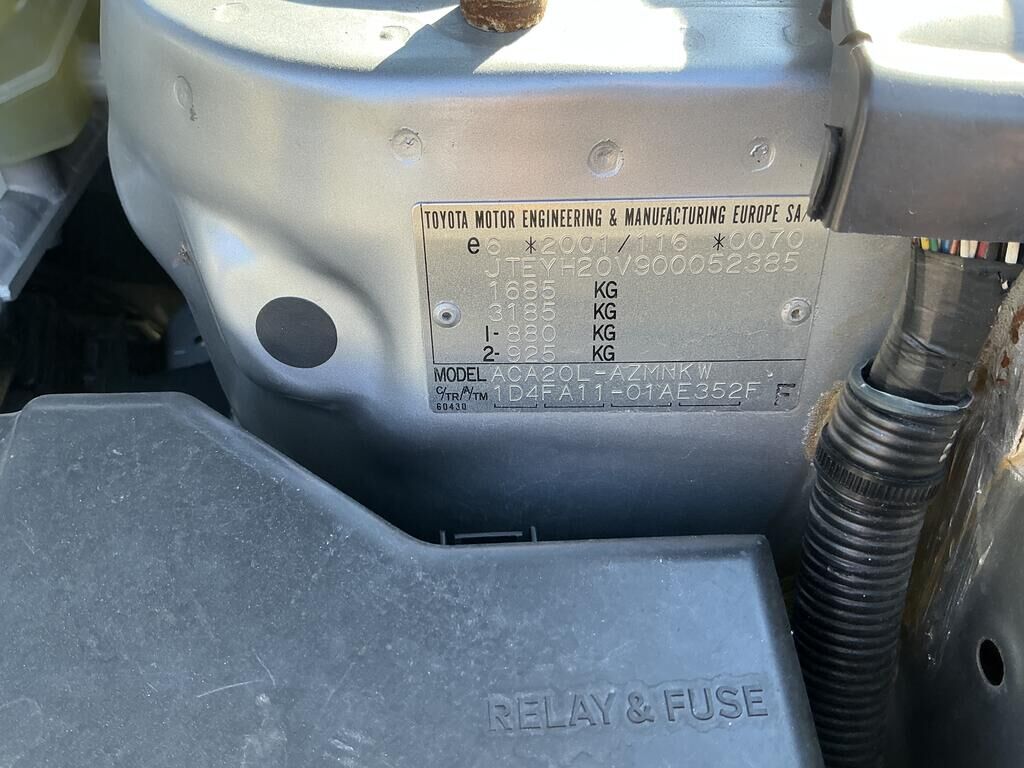 TOYOTA MOTOR ENGINEERING & MANUFACTURING EUROPE SA/
e6 *2001/116 *0070
JTEYH20V900052385
1685 KG
3185 KG
1- 880 KG
2- 925 KG
MODEL ACA20L-AZMNKW
C/TR/A/TM 1D4FA11-01AE352F F
60430
RELAY & FUSE